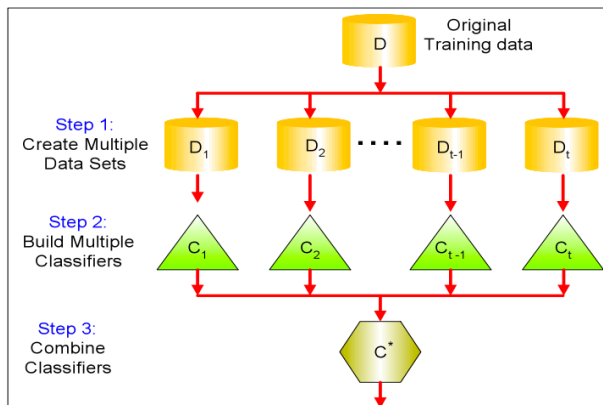 Original
Training data
D
Step 1:
Create Multiple
Data Sets
D1 D2 .... Dt-1 Dt
Step 2:
Build Multiple
Classifiers
C1 C2 Ct-1 Ct
Step 3:
Combine
Classifiers
C*